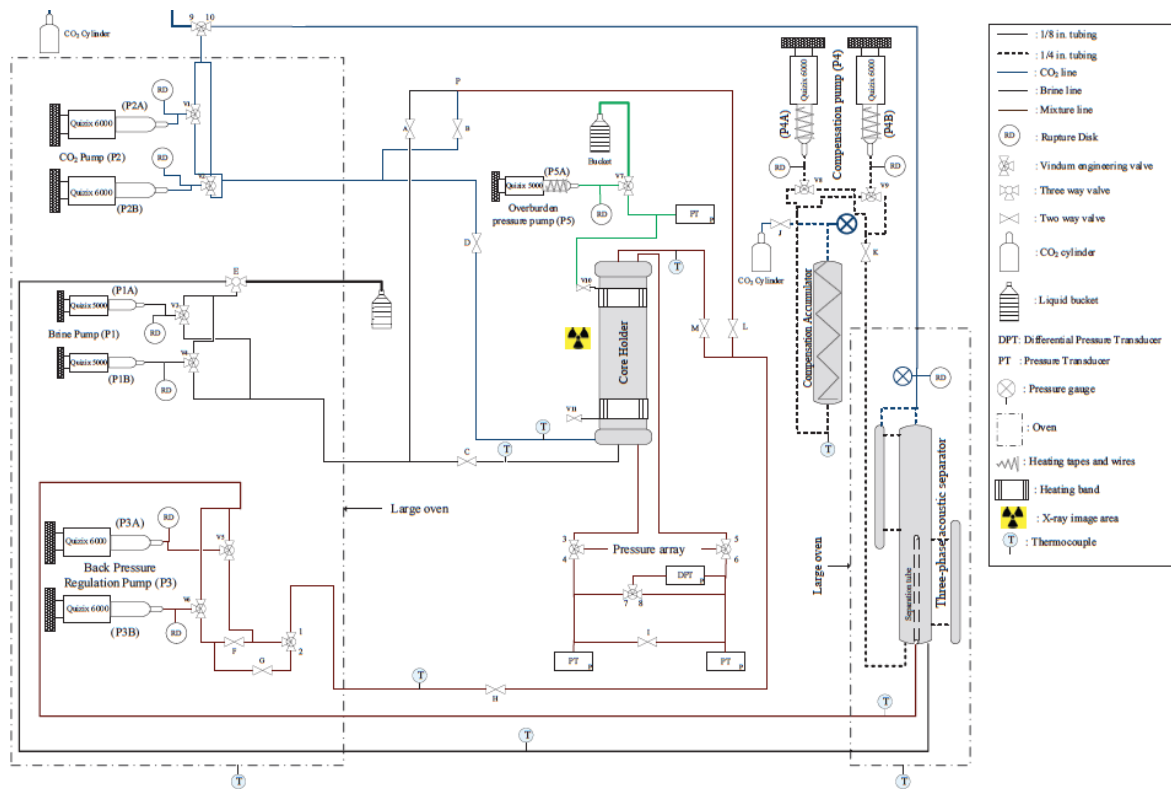 9 10
CO₂ Cylinder
RD
V1
(P2A)
Quizix 6000
CO₂ Pump (P2)
RD
Quizix 6000
(P2B)
P
A
B
Bucket
(P5A)
V7
Quizix 5000
Overburden
pressure pump (P5)
RD
PT
P
Quizix 6000
Quizix 6000
Compensation pump (P4)
(P4A)
(P4B)
RD
RD
V8
V9
J
K
CO₂ Cylinder
Compensation Accumulator
T
D
E
(P1A)
Quizix 5000
V3
Brine Pump (P1)
RD
Quizix 5000
V4
(P1B)
RD
V10
T
M
L
Core Holder
V11
T
C
T
Large oven
RD
(P3A)
RD
Quizix 6000
V5
Back Pressure
Regulation Pump (P3)
Quizix 6000
V6
(P3B)
RD
F
1
2
G
3
4
Pressure array
5
6
DPT
P
7
8
I
PT
P
PT
P
T
H
T
T
T
T
Large oven
Separation tube
Three-phase acoustic separator
: 1/8 in. tubing
: 1/4 in. tubing
: CO₂ line
: Brine line
: Mixture line
RD
: Rupture Disk
: Vindum engineering valve
: Three way valve
: Two way valve
: CO₂ cylinder
: Liquid bucket
DPT: Differential Pressure Transducer
PT : Pressure Transducer
: Pressure gauge
: Oven
: Heating tapes and wires
: Heating band
: X-ray image area
T
: Thermocouple